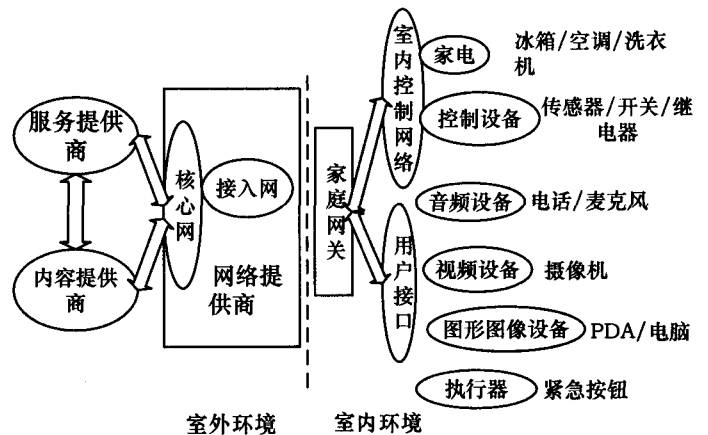 服务提供
商
内容提供
商
核
心
网
接入网
网络提
供商
室外环境
家
庭
网
关
室
内
控
制
网
络
用
户
接
口
家电
冰箱/空调/洗衣
机
控制设备
传感器/开关/继
电器
音频设备
电话/麦克风
视频设备
摄像机
图形图像设备
PDA/电脑
执行器
紧急按钮
室内环境